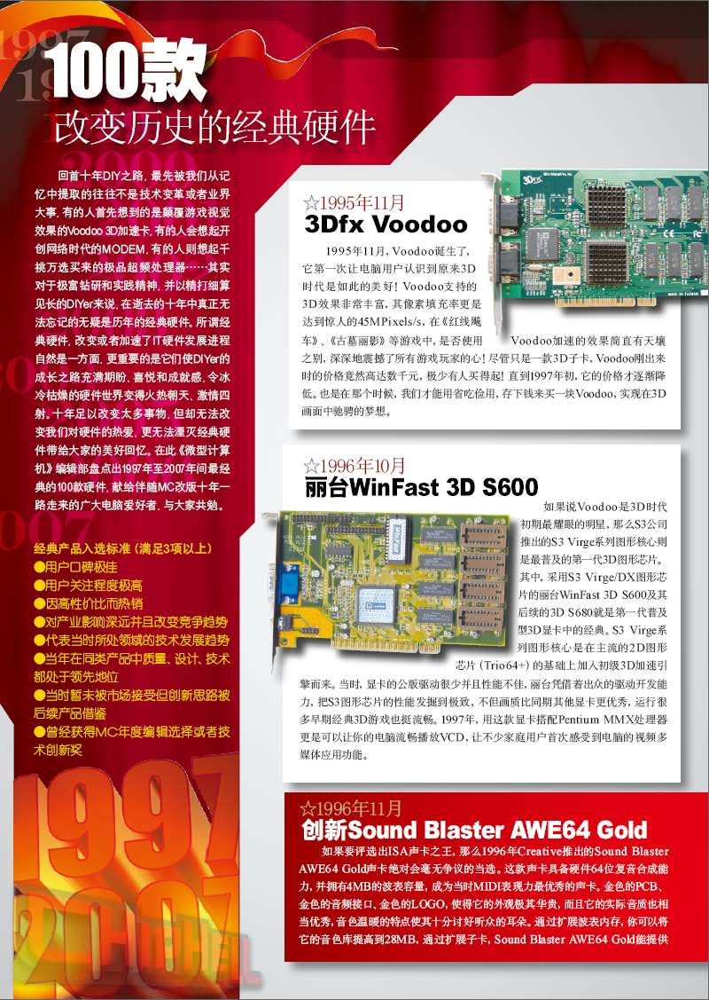 100款
改变历史的经典硬件
回首十年DIY之路，最先被我们从记
忆中提取的往往不是技术变革或者业界
大事，有的人首先想到的是颠覆游戏视觉
效果的Voodoo 3D加速卡，有的人会想起开
创网络时代的MODEM，有的人则想起千
挑万选买来的极品超频处理器……其实
对于极富钻研和实践精神，并以精打细算
见长的DIYer来说，在逝去的十年中真正无
法忘记的无疑是历年的经典硬件。所谓经
典硬件，改变或者加速了IT硬件发展进程
自然是一方面，更重要的是它们使DIYer的
成长之路充满期盼、喜悦和成就感，令冰
冷枯燥的硬件世界变得火热朝天、激情四
射。十年足以改变太多事物，但却无法改
变我们对硬件的热爱，更无法湮灭经典硬
件带给大家的美好回忆。在此《微型计算
机》编辑部盘点出1997年至2007年间最经
典的100款硬件，献给伴随MC改版十年一
路走来的广大电脑爱好者，与大家共勉。
经典产品入选标准（满足3项以上）
●用户口碑极佳
●用户关注程度极高
●因高性价比而热销
●对产业影响深远并且改变竞争趋势
●代表当时所处领域的技术发展趋势
●当年在同类产品中质量、设计、技术
都处于领先地位
●当时暂未被市场接受但创新思路被
后续产品借鉴
●曾经获得MC年度编辑选择或者技
术创新奖
1997
2007
☆1995年11月
3Dfx Voodoo
1995年11月，Voodoo诞生了，
它第一次让电脑用户认识到原来3D
时代是如此的美好！Voodoo支持的
3D效果非常丰富，其像素填充率更是
达到惊人的45MPixels/s，在《红线飚
车》、《古墓丽影》等游戏中，是否使用Voodoo加速的效果简直有天壤
之别，深深地震撼了所有游戏玩家的心！尽管只是一款3D子卡，Voodoo刚出来
时的价格竟然高达数千元，极少有人买得起！直到1997年初，它的价格才逐渐降
低。也是在那个时候，我们才能用省吃俭用，存下钱来买一块Voodoo，实现在3D
画面中驰骋的梦想。
3Dfx
☆1996年10月
丽台WinFast 3D S600
如果说Voodoo是3D时代
初期最耀眼的明星，那么S3公司
推出的S3 Virge系列图形核心则
是最普及的第一代3D图形芯片。
其中，采用S3 Virge/DX图形芯
片的丽台WinFast 3D S600及其
后续的3D S680就是第一代普及
型3D显卡中的经典。S3 Virge系
列图形核心是在主流的2D图形
芯片（Trio64+）的基础上加入初级3D加速引
擎而来。当时，显卡的公版驱动很少并且性能不佳，丽台凭借着出众的驱动开发能
力，把S3图形芯片的性能发掘到极致，不但画质比同期其他显卡更优秀，运行很
多早期经典3D游戏也挺流畅。1997年，用这款显卡搭配Pentium MMX处理器
更是可以让你的电脑流畅播放VCD，让不少家庭用户首次感受到电脑的视频多
媒体应用功能。
☆1996年11月
创新Sound Blaster AWE64 Gold
如果要评选出ISA声卡之王，那么1996年Creative推出的Sound Blaster
AWE64 Gold声卡绝对会毫无争议的当选。这款声卡具备硬件64位复音合成能
力，并拥有4MB的波表容量，成为当时MIDI表现力最优秀的声卡。金色的PCB、
金色的音频接口、金色的LOGO，使得它的外观极其华贵，而且它的实际音质也相
当优秀，音色温暖的特点使其十分讨好听众的耳朵。通过扩展波表内存，你可以将
它的音色库提高到28MB，通过扩展子卡，Sound Blaster AWE64 Gold能提供